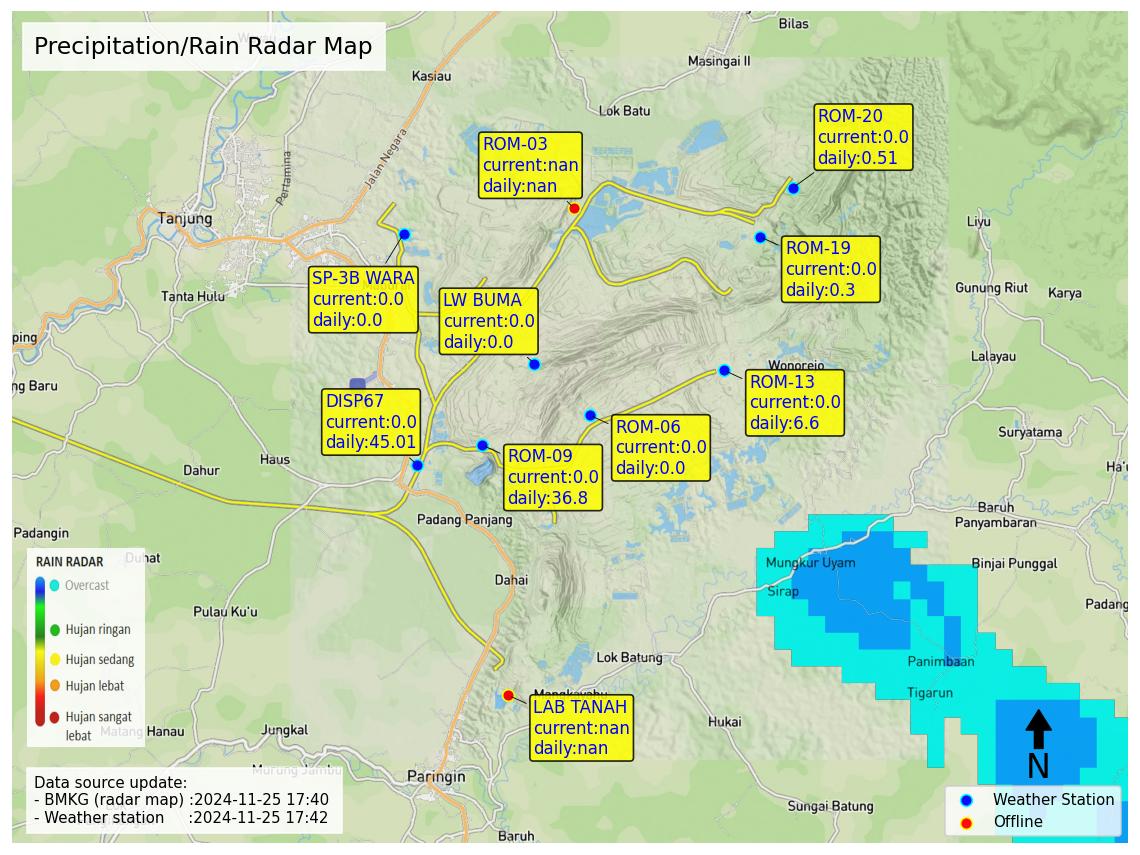 Precipitation/Rain Radar Map
Bilas
Masingai II
Kasiau
Lok Batu
Jalan Negara
Pertamina
Tanjung
Tanta Hulu
ROM-20
current:0.0
daily:0.51
ROM-03
current:nan
daily:nan
ROM-19
current:0.0
daily:0.3
SP-3B WARA
current:0.0
daily:0.0
LW BUMA
current:0.0
daily:0.0
Liyu
Gunung Riut
Karya
Lalayau
ping
ng Baru
Wonorejo
ROM-13
current:0.0
daily:6.6
DISP67
current:0.0
daily:45.01
ROM-06
current:0.0
daily:0.0
ROM-09
current:0.0
daily:36.8
Suryatama
Ha'u
Dahur
Haus
Padang Panjang
Baruh
Panyambaran
Padangin
Duhat
Dahai
Mungkur Uyam
Sirap
Binjai Punggal
Padang
Pulau Ku'u
RAIN RADAR
Overcast
Hujan ringan
Hujan sedang
Hujan lebat
Hujan sangat
lebat
Lok Batung
Panimbaan
Tigarun
Mangkayahu
LAB TANAH
current:nan
daily:nan
Matang Hanau
Jungkal
Hukai
Murung Jambu
Paringin
Sungai Batung
Baruh
Data source update:
- BMKG (radar map) :2024-11-25 17:40
- Weather station :2024-11-25 17:42
N
Weather Station
Offline